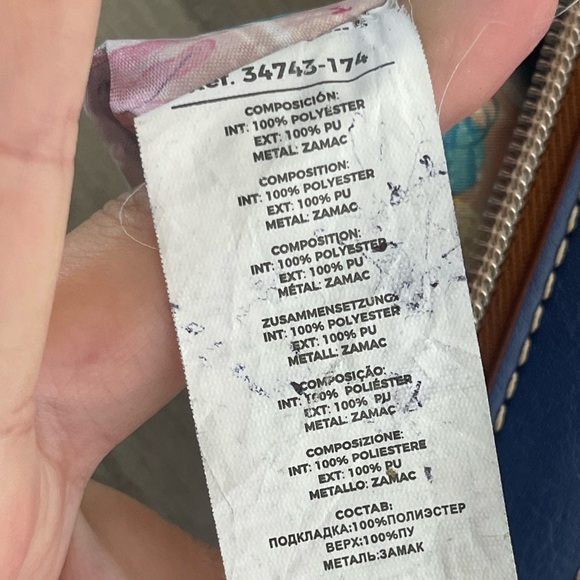 Ref. 34743-174
COMPOSICIÓN:
INT: 100% POLYÉSTER
EXT: 100% PU
METAL: ZAMAC
COMPOSITION:
INT: 100% POLYESTER
EXT: 100% PU
METAL: ZAMAC
COMPOSITION:
INT: 100% POLYESTER
EXT: 100% PU
MÉTAL: ZAMAC
ZUSAMMENSETZUNG:
INT: 100% POLYESTER
EXT: 100% PU
METALL: ZAMAC
COMPOSIÇÃO:
INT: 100% POLIÉSTER
EXT: 100% PU
METAL: ZAMAC
COMPOSIZIONE:
INT: 100% POLIESTERE
EXT: 100% PU
METALLO: ZAMAC
СОСТАВ:
ПОДКЛАДКА:100%ПОЛИЭСТЕР
ВЕРХ:100%ПУ
МЕТАЛЬ:ЗАМАК